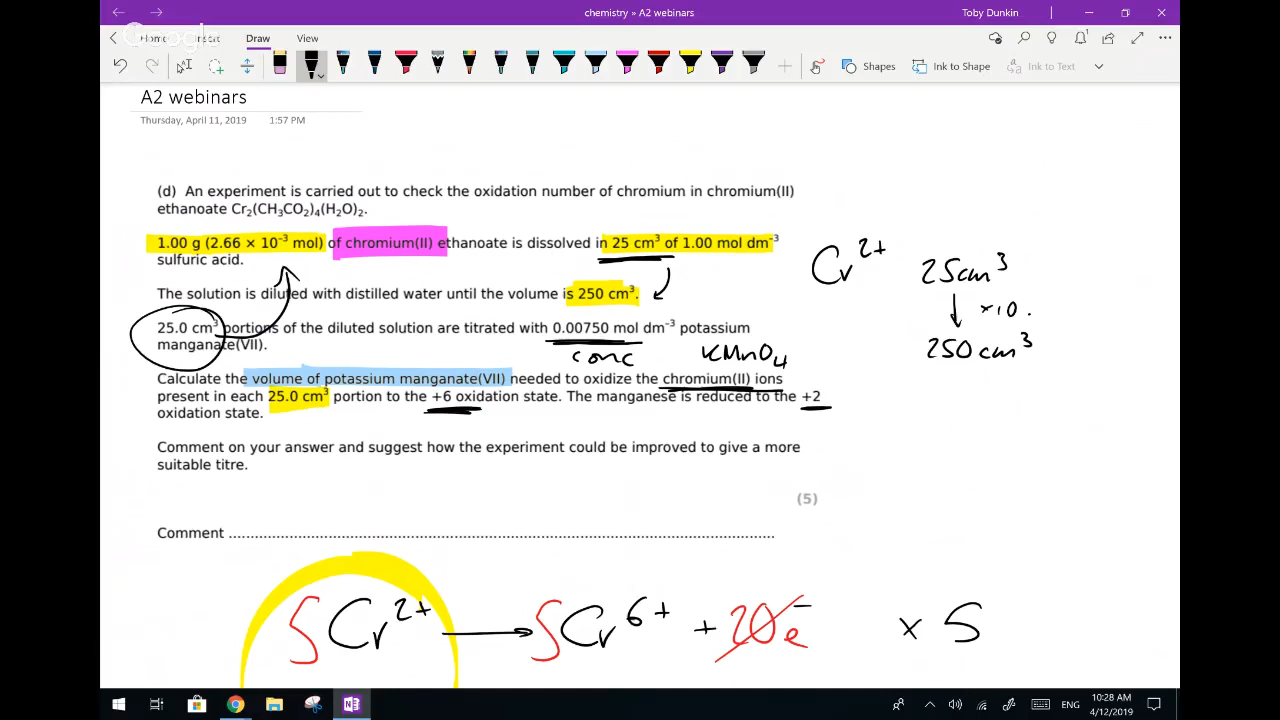 chemistry » A2 webinars
Toby Dunkin
Google
Home Insert Draw View
Shapes
Ink to Shape
Ink to Text
A2 webinars
Thursday, April 11, 2019 1:57 PM
(d) An experiment is carried out to check the oxidation number of chromium in chromium(II)
ethanoate Cr₂(CH₃CO₂)₄(H₂O)₂.
1.00 g (2.66 × 10⁻³ mol) of chromium(II) ethanoate is dissolved in 25 cm³ of 1.00 mol dm⁻³
sulfuric acid.
Cr²⁺
25cm³
The solution is diluted with distilled water until the volume is 250 cm³.
×10.
25.0 cm³ portions of the diluted solution are titrated with 0.00750 mol dm⁻³ potassium
manganate(VII).
250cm³
conc
KMnO₄
Calculate the volume of potassium manganate(VII) needed to oxidize the chromium(II) ions
present in each 25.0 cm³ portion to the +6 oxidation state. The manganese is reduced to the +2
oxidation state.
Comment on your answer and suggest how the experiment could be improved to give a more
suitable titre.
(5)
Comment ..................................................................................................
5Cr²⁺ → 5Cr⁶⁺ + 20e⁻ × 5
ENG
10:28 AM
4/12/2019